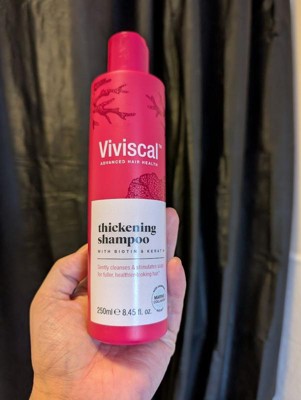 Viviscal™
ADVANCED HAIR HEALTH
thickening
shampoo
WITH BIOTIN & KERATIN
Gently cleanses & stimulates scalp
for fuller, healthier-looking hair*
250ml ℮ 8.45 fl. oz.